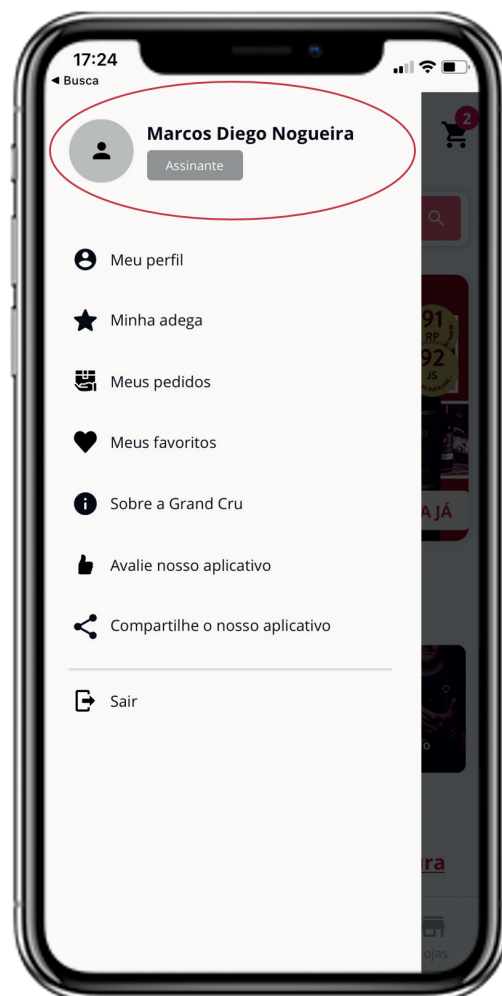 17:24
◀ Busca
Marcos Diego Nogueira
Assinante
2
Meu perfil
Minha adega
Meus pedidos
Meus favoritos
Sobre a Grand Cru
Avalie nosso aplicativo
Compartilhe o nosso aplicativo
Sair
91
RP
92
JS
A JÁ
o
ra
ojas